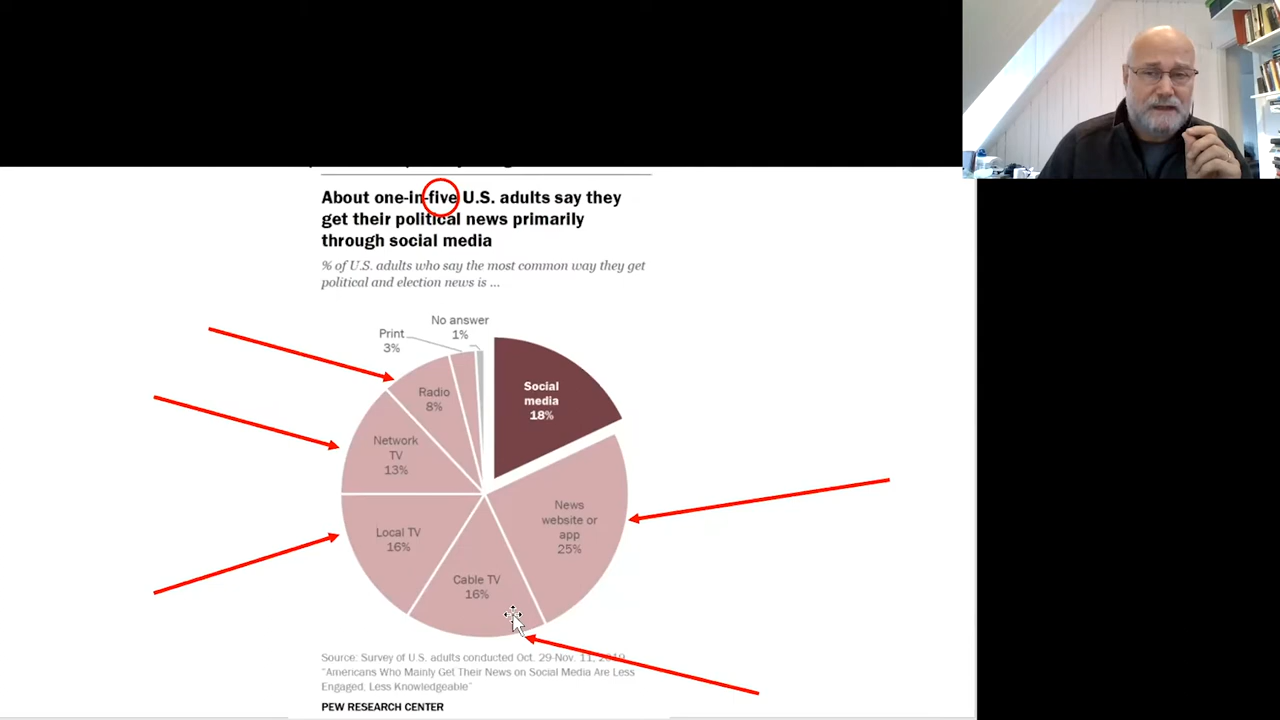 About one-in-five U.S. adults say they
get their political news primarily
through social media
% of U.S. adults who say the most common way they get
political and election news is ...
No answer
1%
Print
3%
Social
media
18%
Radio
8%
Network
TV
13%
News
website or
app
25%
Local TV
16%
Cable TV
16%
Source: Survey of U.S. adults conducted Oct. 29-Nov. 11, 2019
"Americans Who Mainly Get Their News on Social Media Are Less
Engaged, Less Knowledgeable"
PEW RESEARCH CENTER